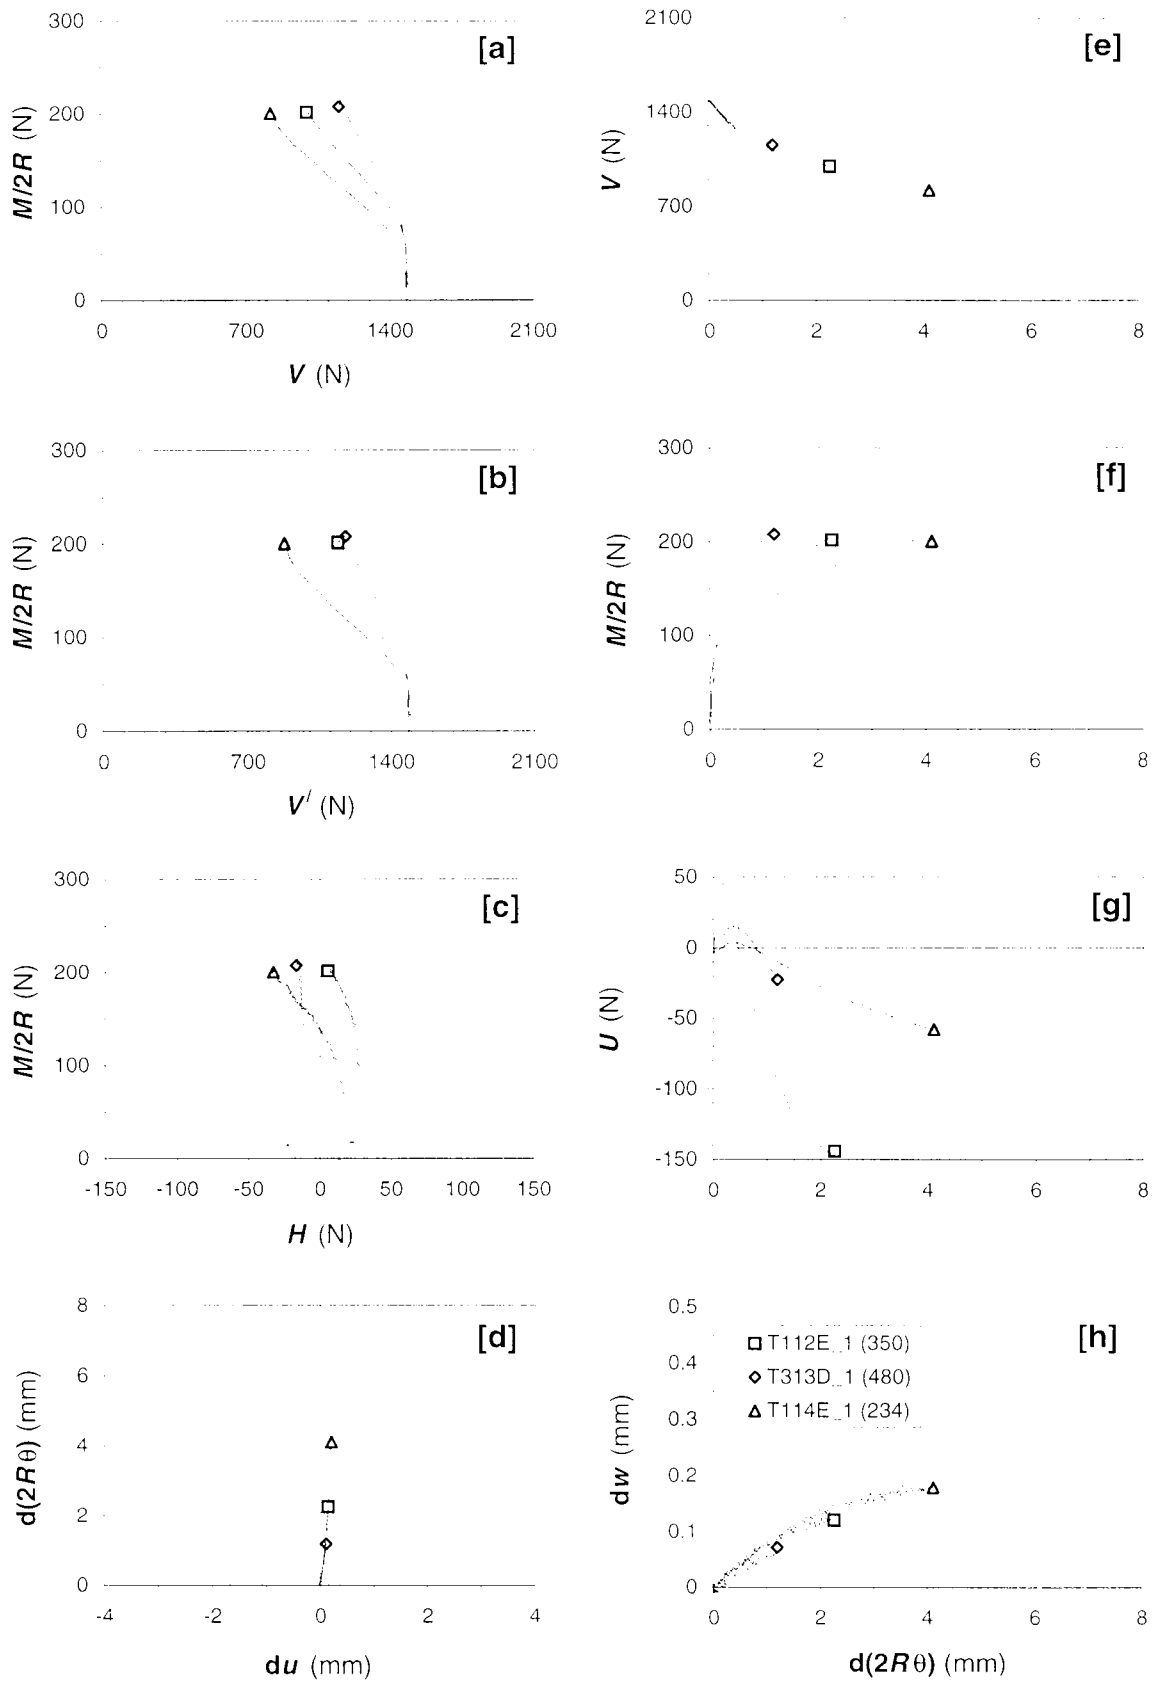 [a]
M/2R (N)
300
200
100
0
0 700 1400 2100
V (N)
[e]
V (N)
2100
1400
700
0
0 2 4 6 8
[b]
M/2R (N)
300
200
100
0
0 700 1400 2100
V' (N)
[f]
M/2R (N)
300
200
100
0
0 2 4 6 8
[c]
M/2R (N)
300
200
100
0
-150 -100 -50 0 50 100 150
H (N)
[g]
U (N)
50
0
-50
-100
-150
0 2 4 6 8
[d]
d(2Rθ) (mm)
8
6
4
2
0
-4 -2 0 2 4
du (mm)
[h]
dw (mm)
0.5
0.4
0.3
0.2
0.1
0
T112E_1 (350)
T313D_1 (480)
T114E_1 (234)
0 2 4 6 8
d(2Rθ) (mm)